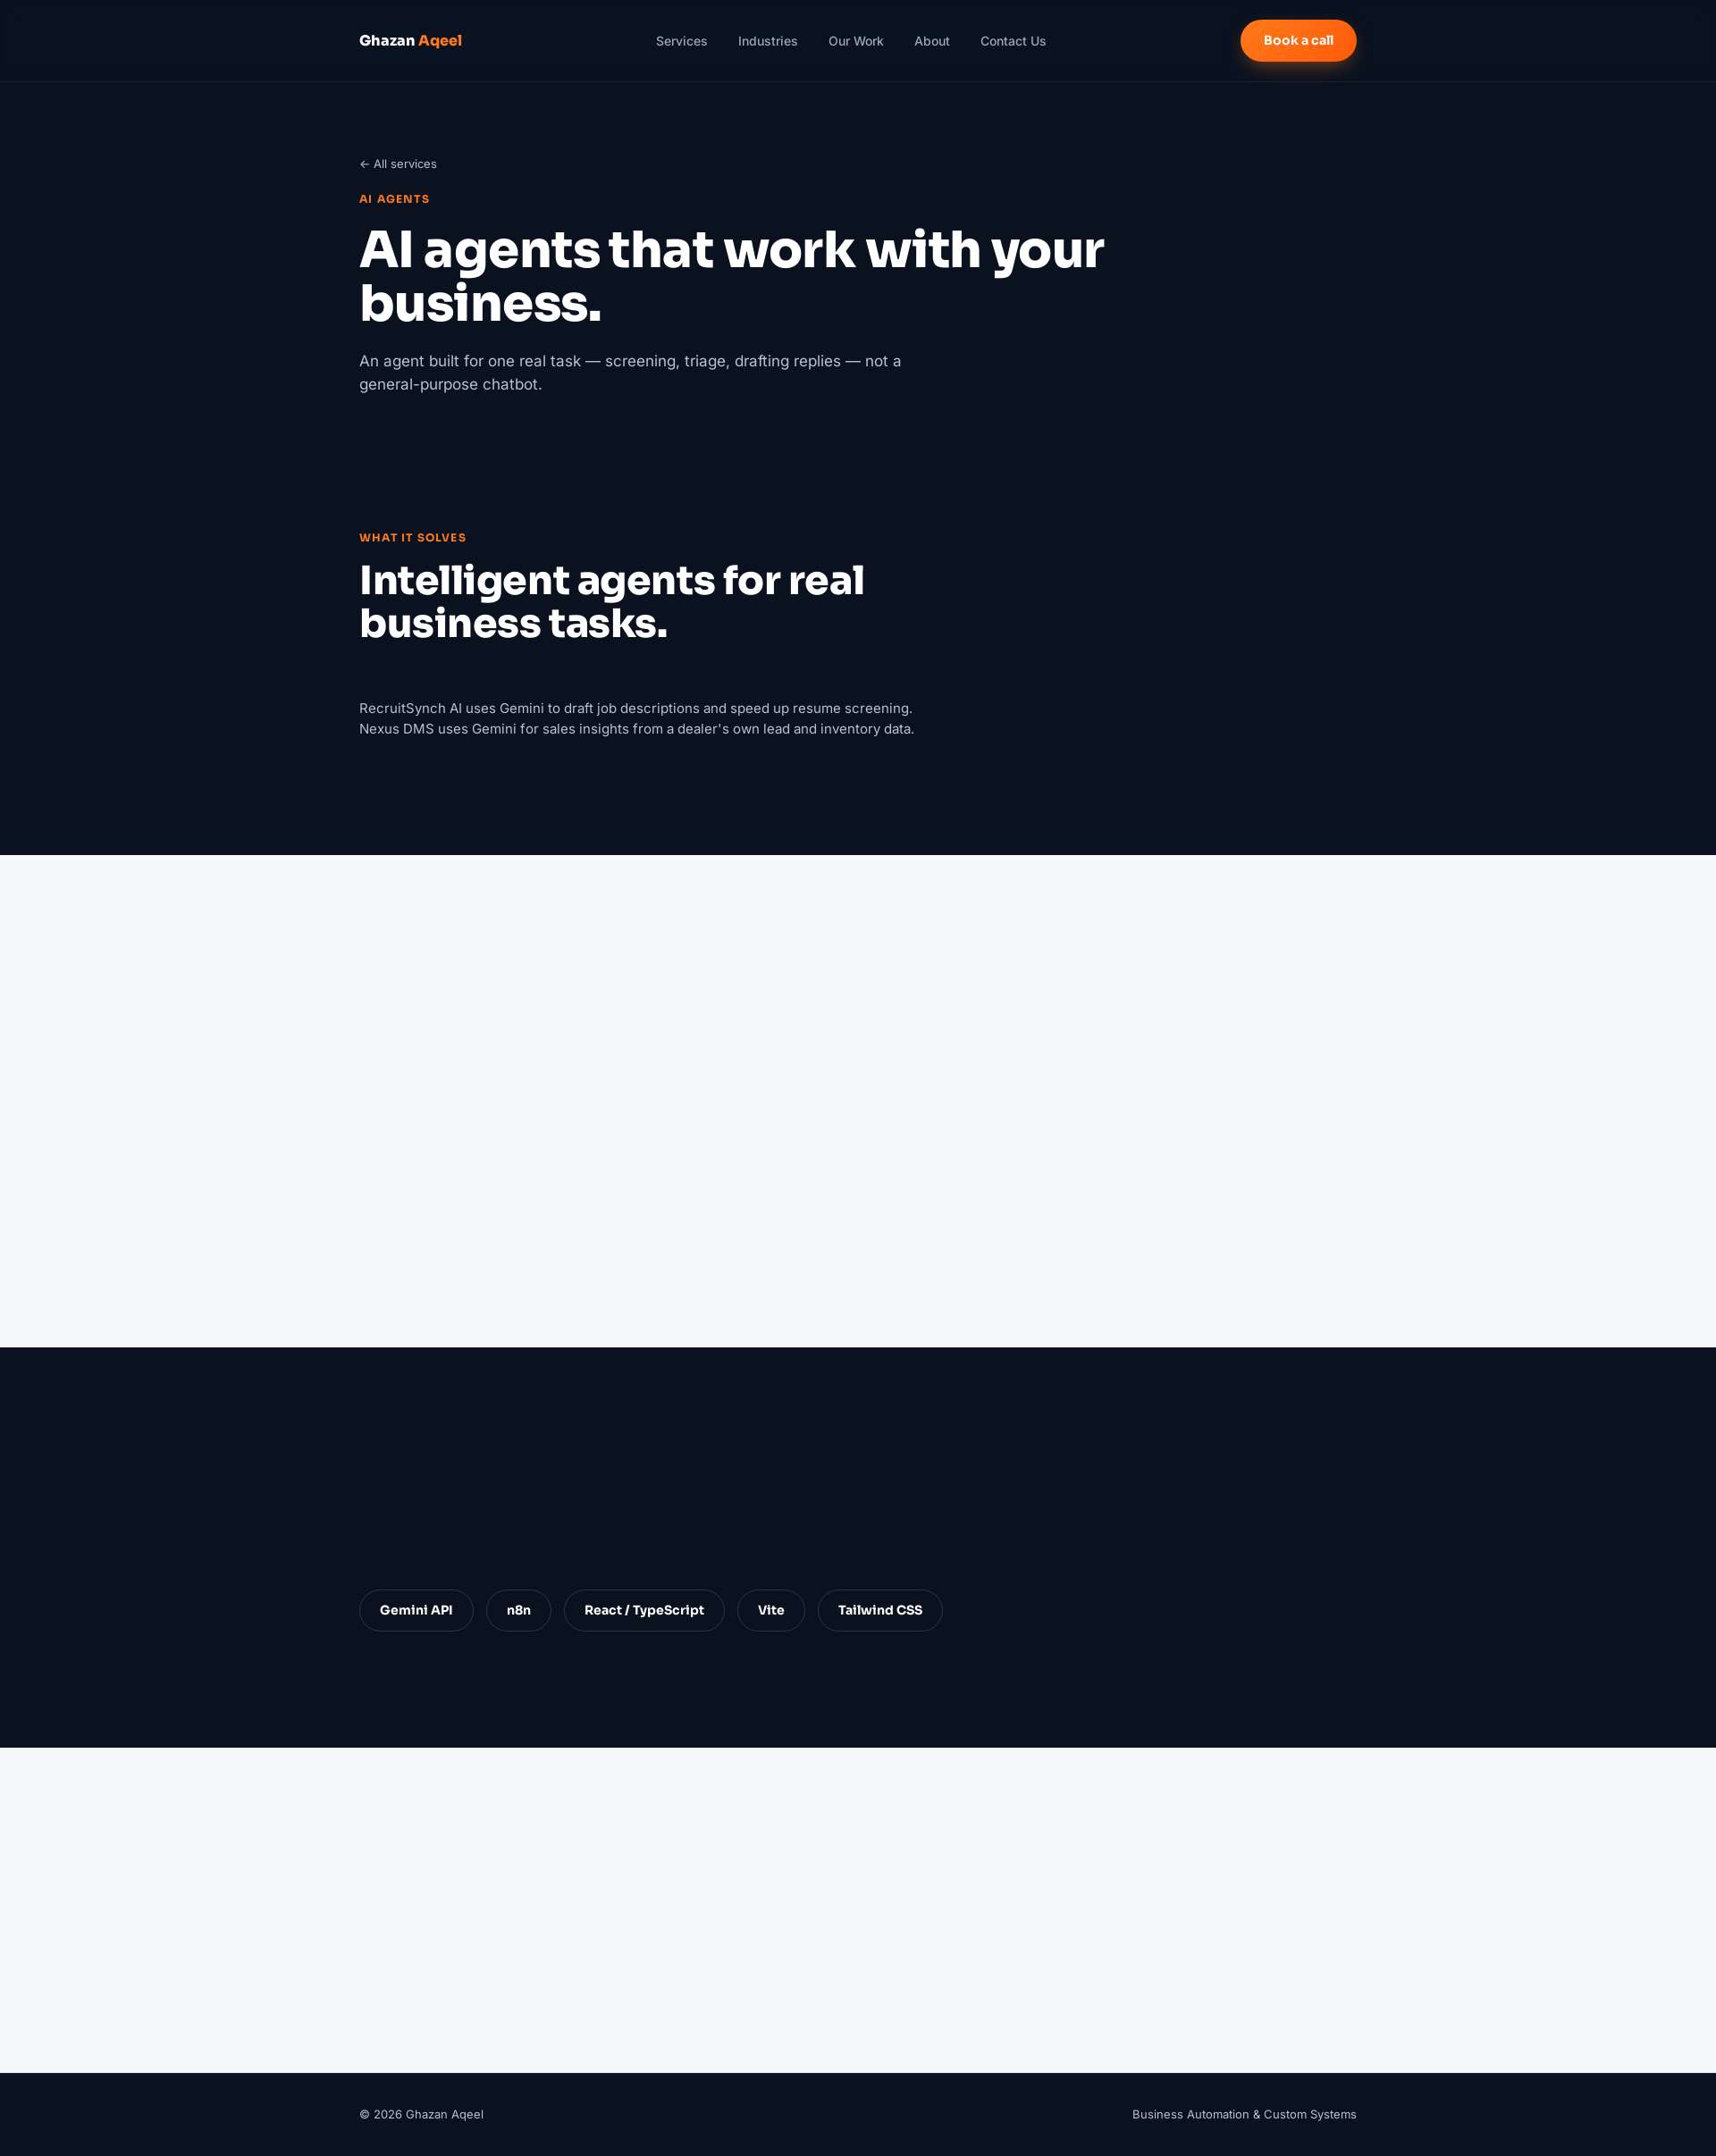 Ghazan Aqeel
Services
Industries
Our Work
About
Contact Us
Book a call
← All services
AI AGENTS
AI agents that work with your
business.
An agent built for one real task — screening, triage, drafting replies — not a
general-purpose chatbot.
WHAT IT SOLVES
Intelligent agents for real
business tasks.
RecruitSynch AI uses Gemini to draft job descriptions and speed up resume screening.
Nexus DMS uses Gemini for sales insights from a dealer's own lead and inventory data.
Gemini API
n8n
React / TypeScript
Vite
Tailwind CSS
© 2026 Ghazan Aqeel
Business Automation & Custom Systems